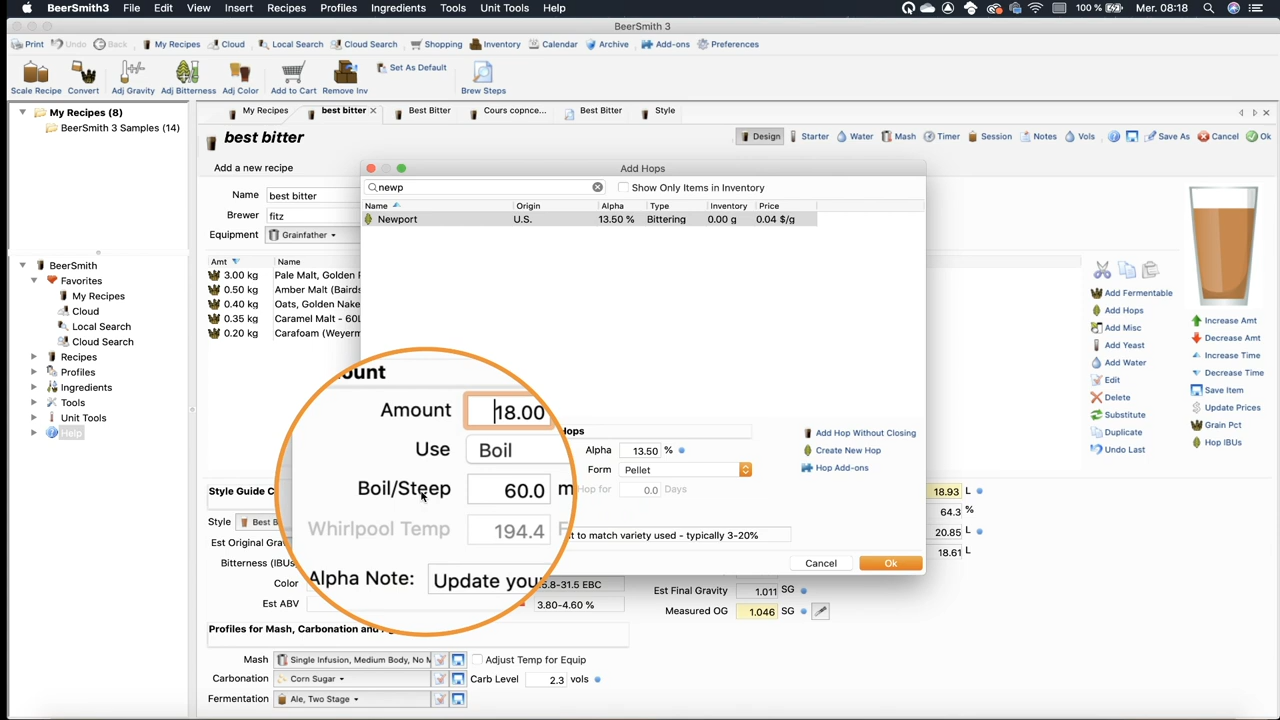 BeerSmith3 File Edit View Insert Recipes Profiles Ingredients Tools Unit Tools Help 100 % Mer. 08:18
BeerSmith 3
Print Undo Back My Recipes Cloud Local Search Cloud Search Shopping Inventory Calendar Archive Add-ons Preferences
Set As Default
Scale Recipe Convert Adj Gravity Adj Bitterness Adj Color Add to Cart Remove Inv Brew Steps
My Recipes (8)
BeerSmith 3 Samples (14)
My Recipes best bitter Best Bitter Cours copnce... Best Bitter Style
best bitter
Design Starter Water Mash Timer Session Notes Vols Save As Cancel Ok
Add a new recipe
Name best bitter
Brewer fitz
Equipment Grainfather
Amt Name
3.00 kg Pale Malt, Golden P
0.50 kg Amber Malt (Bairds
0.40 kg Oats, Golden Nake
0.35 kg Caramel Malt - 60L
0.20 kg Carafoam (Weyerm
Add Hops
newp Show Only Items in Inventory
Name Origin Alpha Type Inventory Price
Newport U.S. 13.50 % Bittering 0.00 g 0.04 $/g
BeerSmith
Favorites
My Recipes
Cloud
Local Search
Cloud Search
Recipes
Profiles
Ingredients
Tools
Unit Tools
Help
Add Fermentable
Add Hops
Add Misc
Add Yeast
Add Water
Edit
Delete
Substitute
Duplicate
Undo Last
Increase Amt
Decrease Amt
Increase Time
Decrease Time
Save Item
Update Prices
Grain Pct
Hop IBUs
ount
Amount 18.00
Use Boil
Boil/Steep 60.0 m
Whirlpool Temp 194.4 F
Alpha Note: Update your
Hops
Alpha 13.50 %
Form Pellet
Hop for 0.0 Days
t to match variety used - typically 3-20%
Add Hop Without Closing
Create New Hop
Hop Add-ons
Cancel Ok
Style Guide C
Style Best B
Est Original Grav
Bitterness (IBUs
Color 5.8-31.5 EBC
Est ABV 3.80-4.60 %
18.93 L
64.3 %
20.85 L
18.61 L
Est Final Gravity 1.011 SG
Measured OG 1.046 SG
Profiles for Mash, Carbonation and
Mash Single Infusion, Medium Body, No M Adjust Temp for Equip
Carbonation Corn Sugar Carb Level 2.3 vols
Fermentation Ale, Two Stage